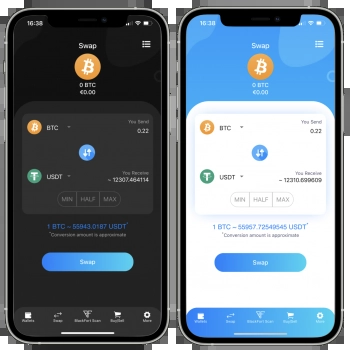 16:38
Swap
0 BTC
€0.00
BTC
You Send
0.22
USDT
You Receive
~ 12307.464114
MIN HALF MAX
1 BTC ~ 55943.0187 USDT*
*Conversion amount is approximate
Swap
Wallets Swap BlackFort Scan Buy/Sell More
16:38
Swap
0 BTC
€0.00
BTC
You Send
0.22
USDT
You Receive
~ 12310.699609
MIN HALF MAX
1 BTC ~ 55957.72549545 USDT*
*Conversion amount is approximate
Swap
Wallets Swap BlackFort Scan Buy/Sell More